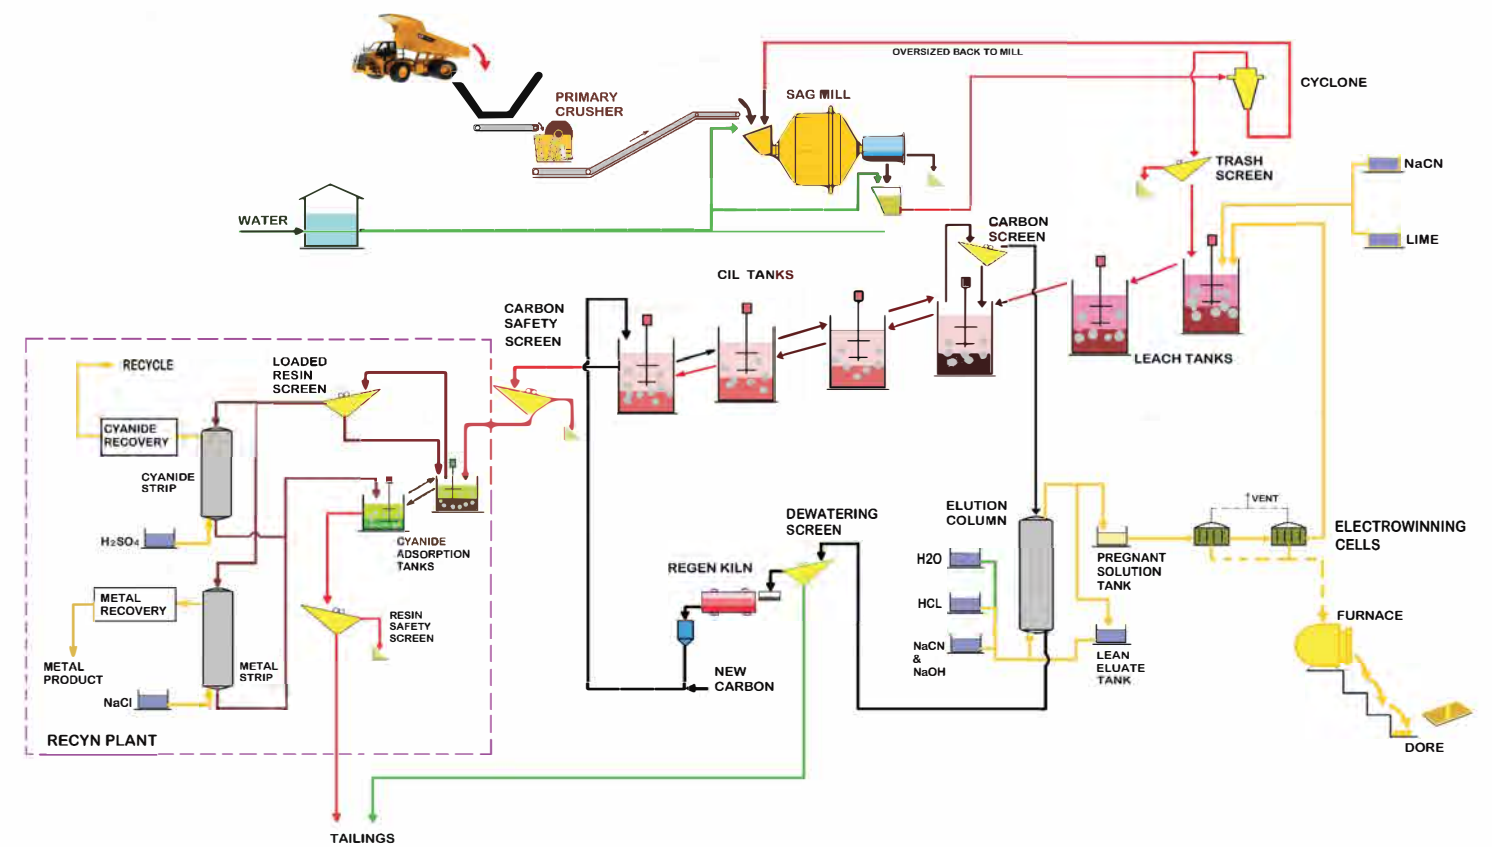 OVERSIZED BACK TO MILL
CYCLONE
SAG MILL
PRIMARY
CRUSHER
TRASH
SCREEN
NaCN
WATER
CARBON
SCREEN
LIME
CIL TANKS
CARBON
SAFETY
SCREEN
LEACH TANKS
RECYCLE
LOADED
RESIN
SCREEN
CYANIDE
RECOVERY
CYANIDE
STRIP
H2SO4
CYANIDE
ADSORPTION
TANKS
DEWATERING
SCREEN
ELUTION
COLUMN
VENT
ELECTROWINNING
CELLS
PREGNANT
SOLUTION
TANK
H2O
REGEN KILN
HCL
METAL
RECOVERY
RESIN
SAFETY
SCREEN
FURNACE
NaCN
&
NaOH
LEAN
ELUATE
TANK
METAL
PRODUCT
METAL
STRIP
NaCl
NEW
CARBON
RECYN PLANT
DORE
TAILINGS